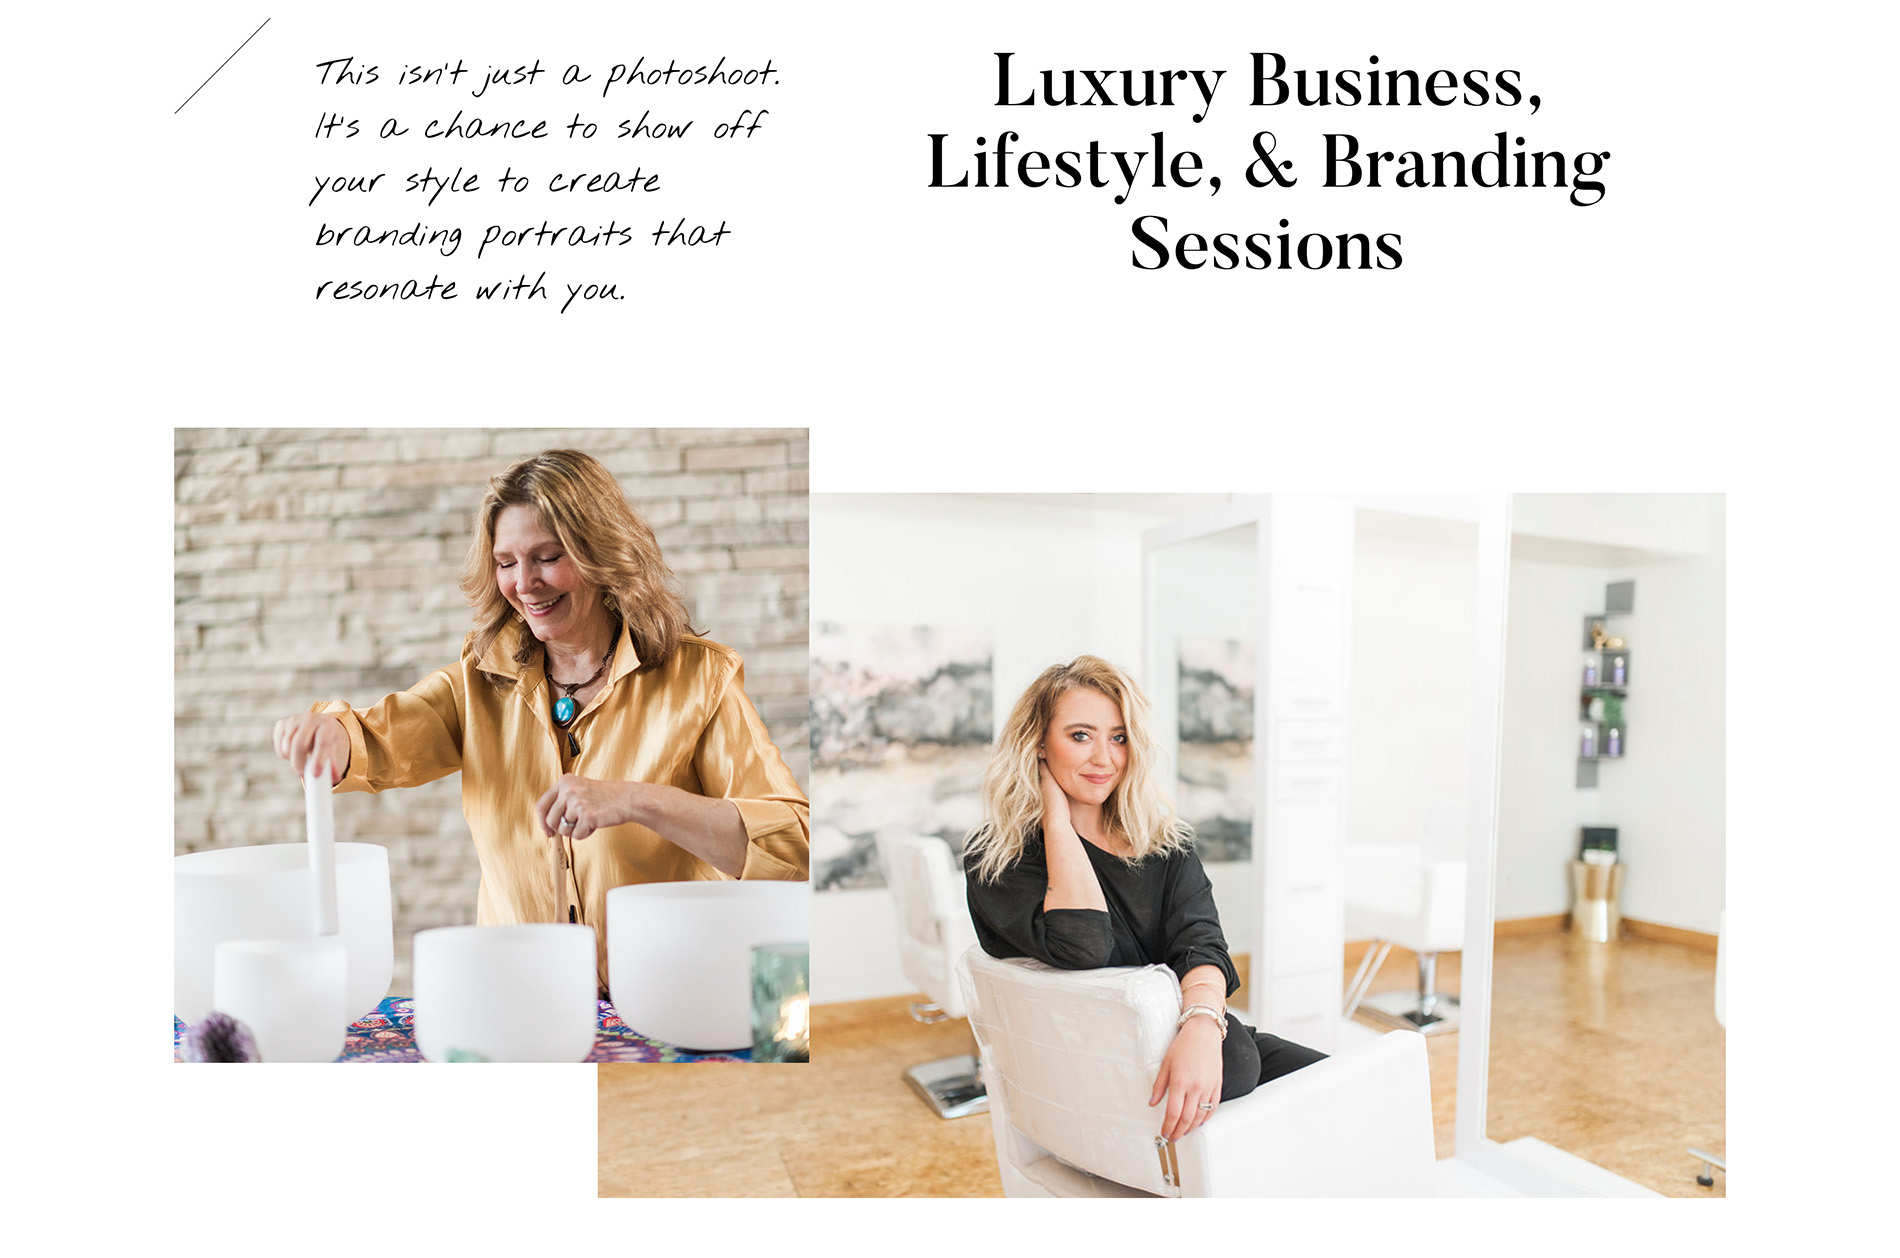 This isn't just a photoshoot.
It's a chance to show off
your style to create
branding portraits that
resonate with you.
Luxury Business,
Lifestyle, & Branding
Sessions